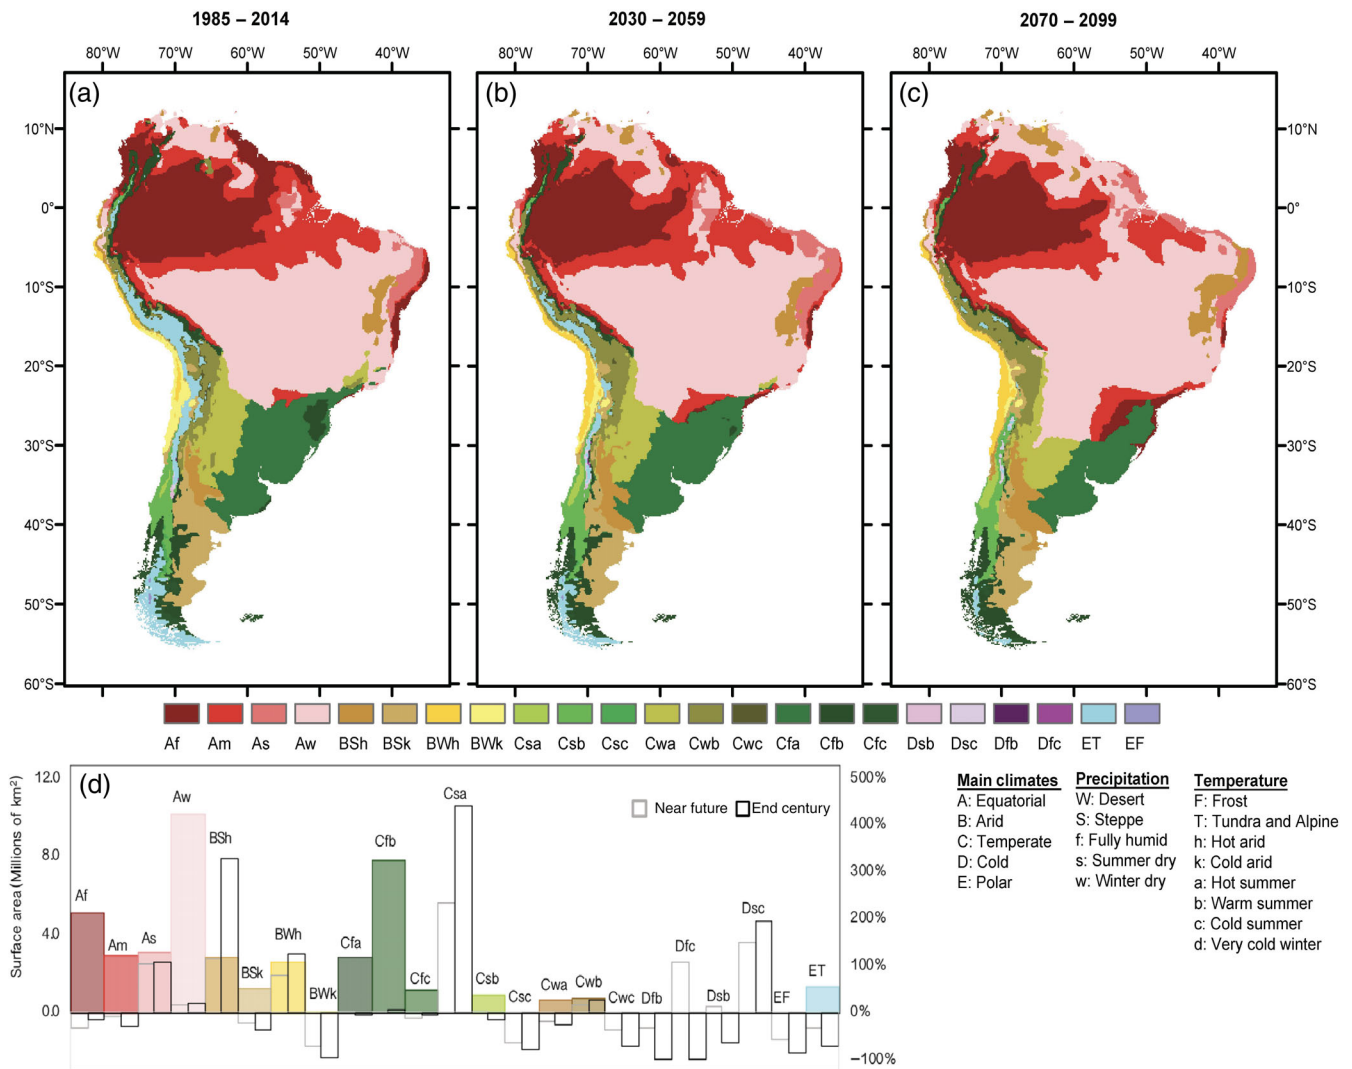 1985 – 2014
2030 – 2059
2070 – 2099
80°W 70°W 60°W 50°W 40°W
80°W 70°W 60°W 50°W 40°W
80°W 70°W 60°W 50°W 40°W
(a)
(b)
(c)
10°N
0°
10°S
20°S
30°S
40°S
50°S
60°S
10°N
0°
10°S
20°S
30°S
40°S
50°S
60°S
Af Am As Aw BSh BSk BWh BWk Csa Csb Csc Cwa Cwb Cwc Cfa Cfb Cfc Dsb Dsc Dfb Dfc ET EF
(d)
Surface area (Millions of km²)
12.0
8.0
4.0
0.0
500%
400%
300%
200%
100%
0%
–100%
Near future End century
Af
Am
As
Aw
BSh
BSk
BWh
BWk
Cfa
Cfb
Cfc
Csa
Csb
Csc
Cwa
Cwb
Cwc
Dfb
Dfc
Dsb
Dsc
EF
ET
Main climates
A: Equatorial
B: Arid
C: Temperate
D: Cold
E: Polar
Precipitation
W: Desert
S: Steppe
f: Fully humid
s: Summer dry
w: Winter dry
Temperature
F: Frost
T: Tundra and Alpine
h: Hot arid
k: Cold arid
a: Hot summer
b: Warm summer
c: Cold summer
d: Very cold winter